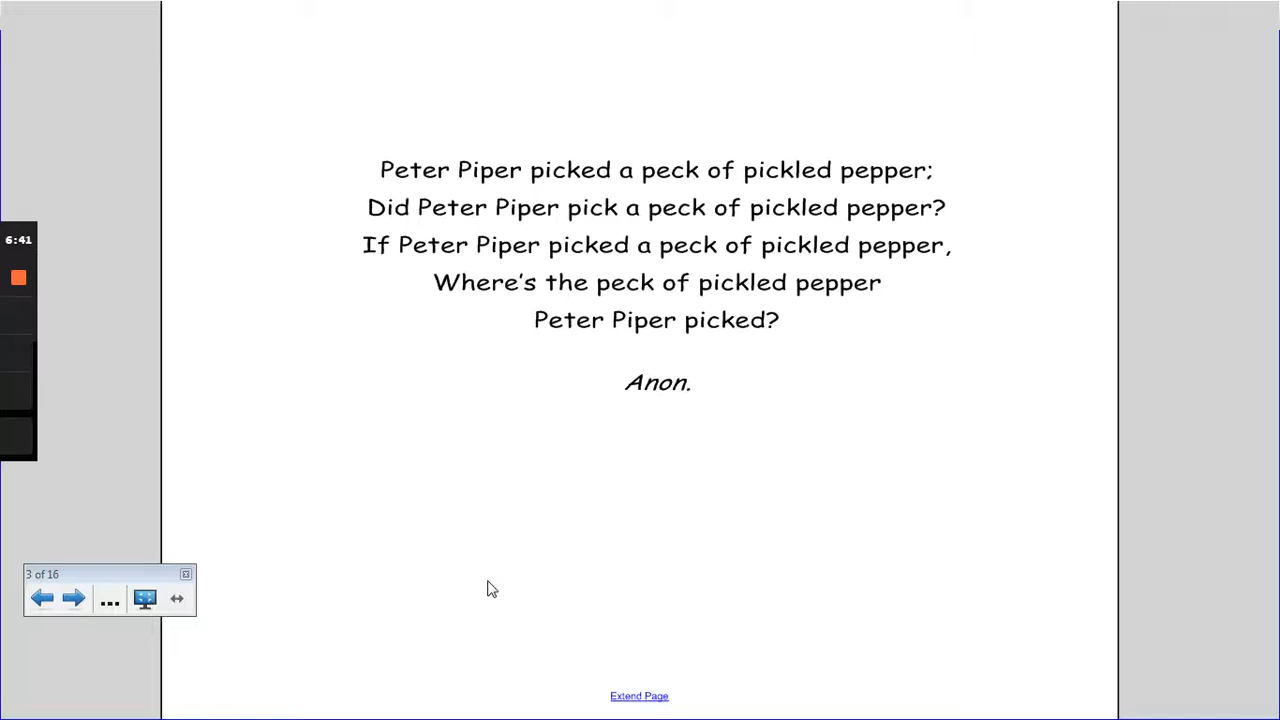 Peter Piper picked a peck of pickled pepper;
Did Peter Piper pick a peck of pickled pepper?
If Peter Piper picked a peck of pickled pepper,
Where's the peck of pickled pepper
Peter Piper picked?
Anon.
6:41
3 of 16
...
Extend Page